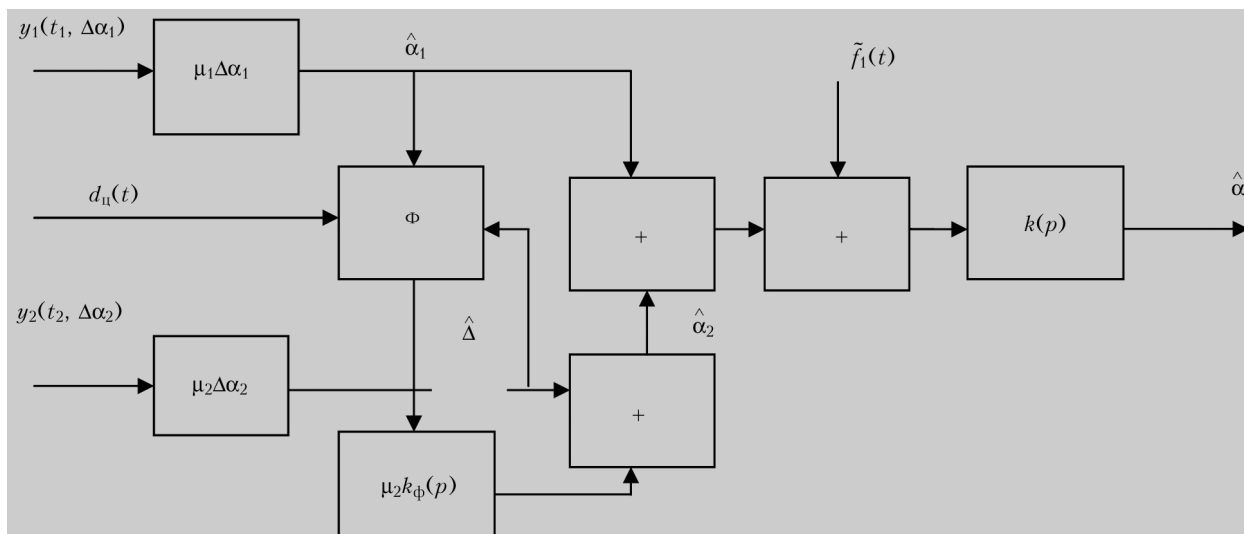 y₁(t₁, Δα₁)
μ₁Δα₁
α̂₁
f̃₁(t)
d_ц(t)
Φ
+
+
k(p)
α̂
y₂(t₂, Δα₂)
μ₂Δα₂
Δ̂
α̂₂
+
μ₂k_ф(p)